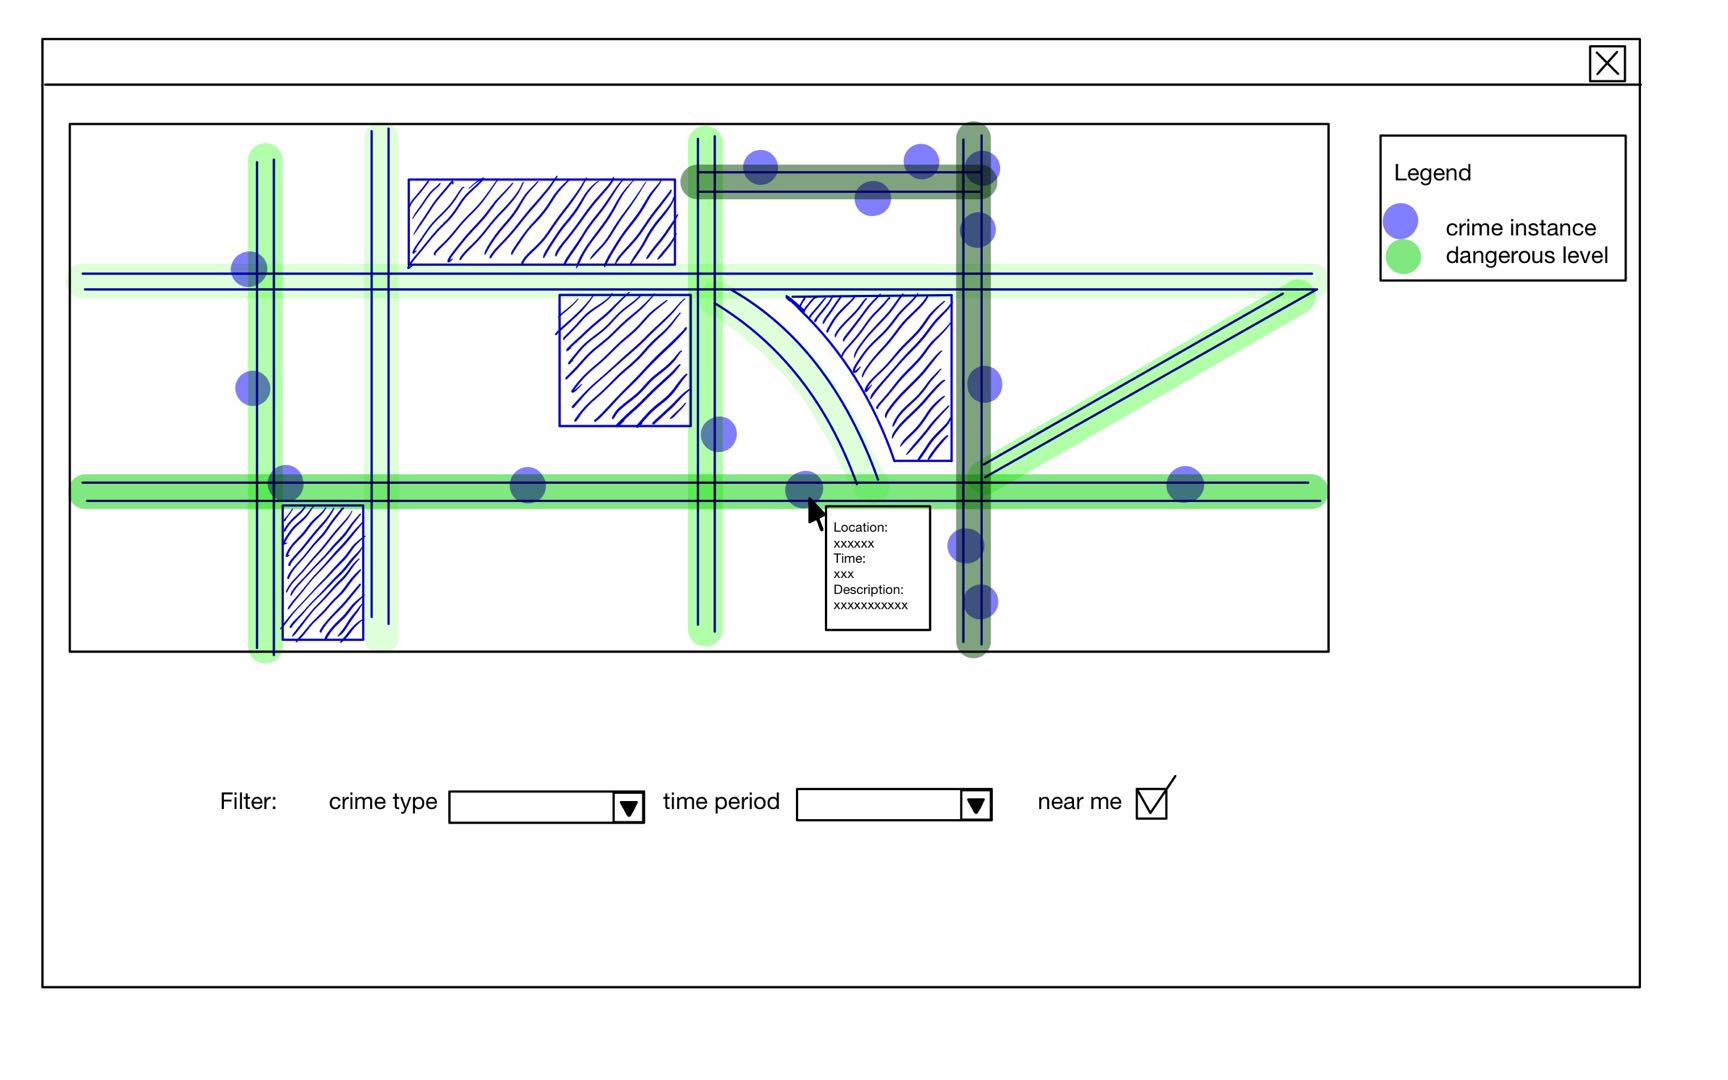 Legend
crime instance
dangerous level
Location:
xxxxxx
Time:
xxx
Description:
xxxxxxxxxxx
Filter: crime type time period near me